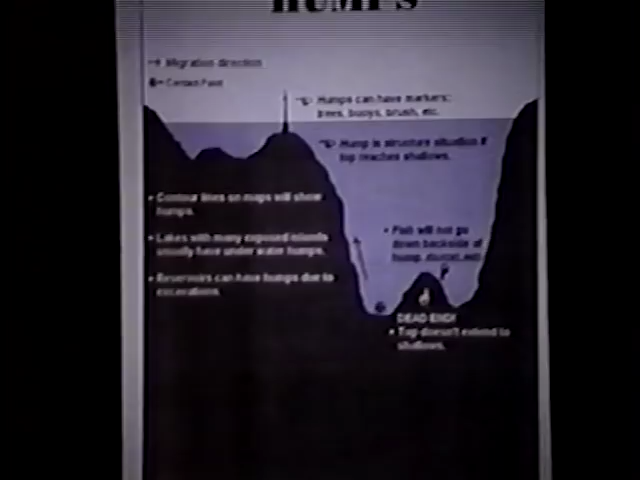 HUMPS
Migration direction
= Contact Point
Humps can have markers:
trees, buoys, brush, etc.
Hump is structure situation if
top reaches shallows.
• Contour lines on maps will show
humps.
• Lakes with many exposed islands
usually have under water humps.
• Reservoirs can have humps due to
excavations.
• Fish will not go
down backside of
hump,
DEAD END!
• Top doesn't extend to
shallows.